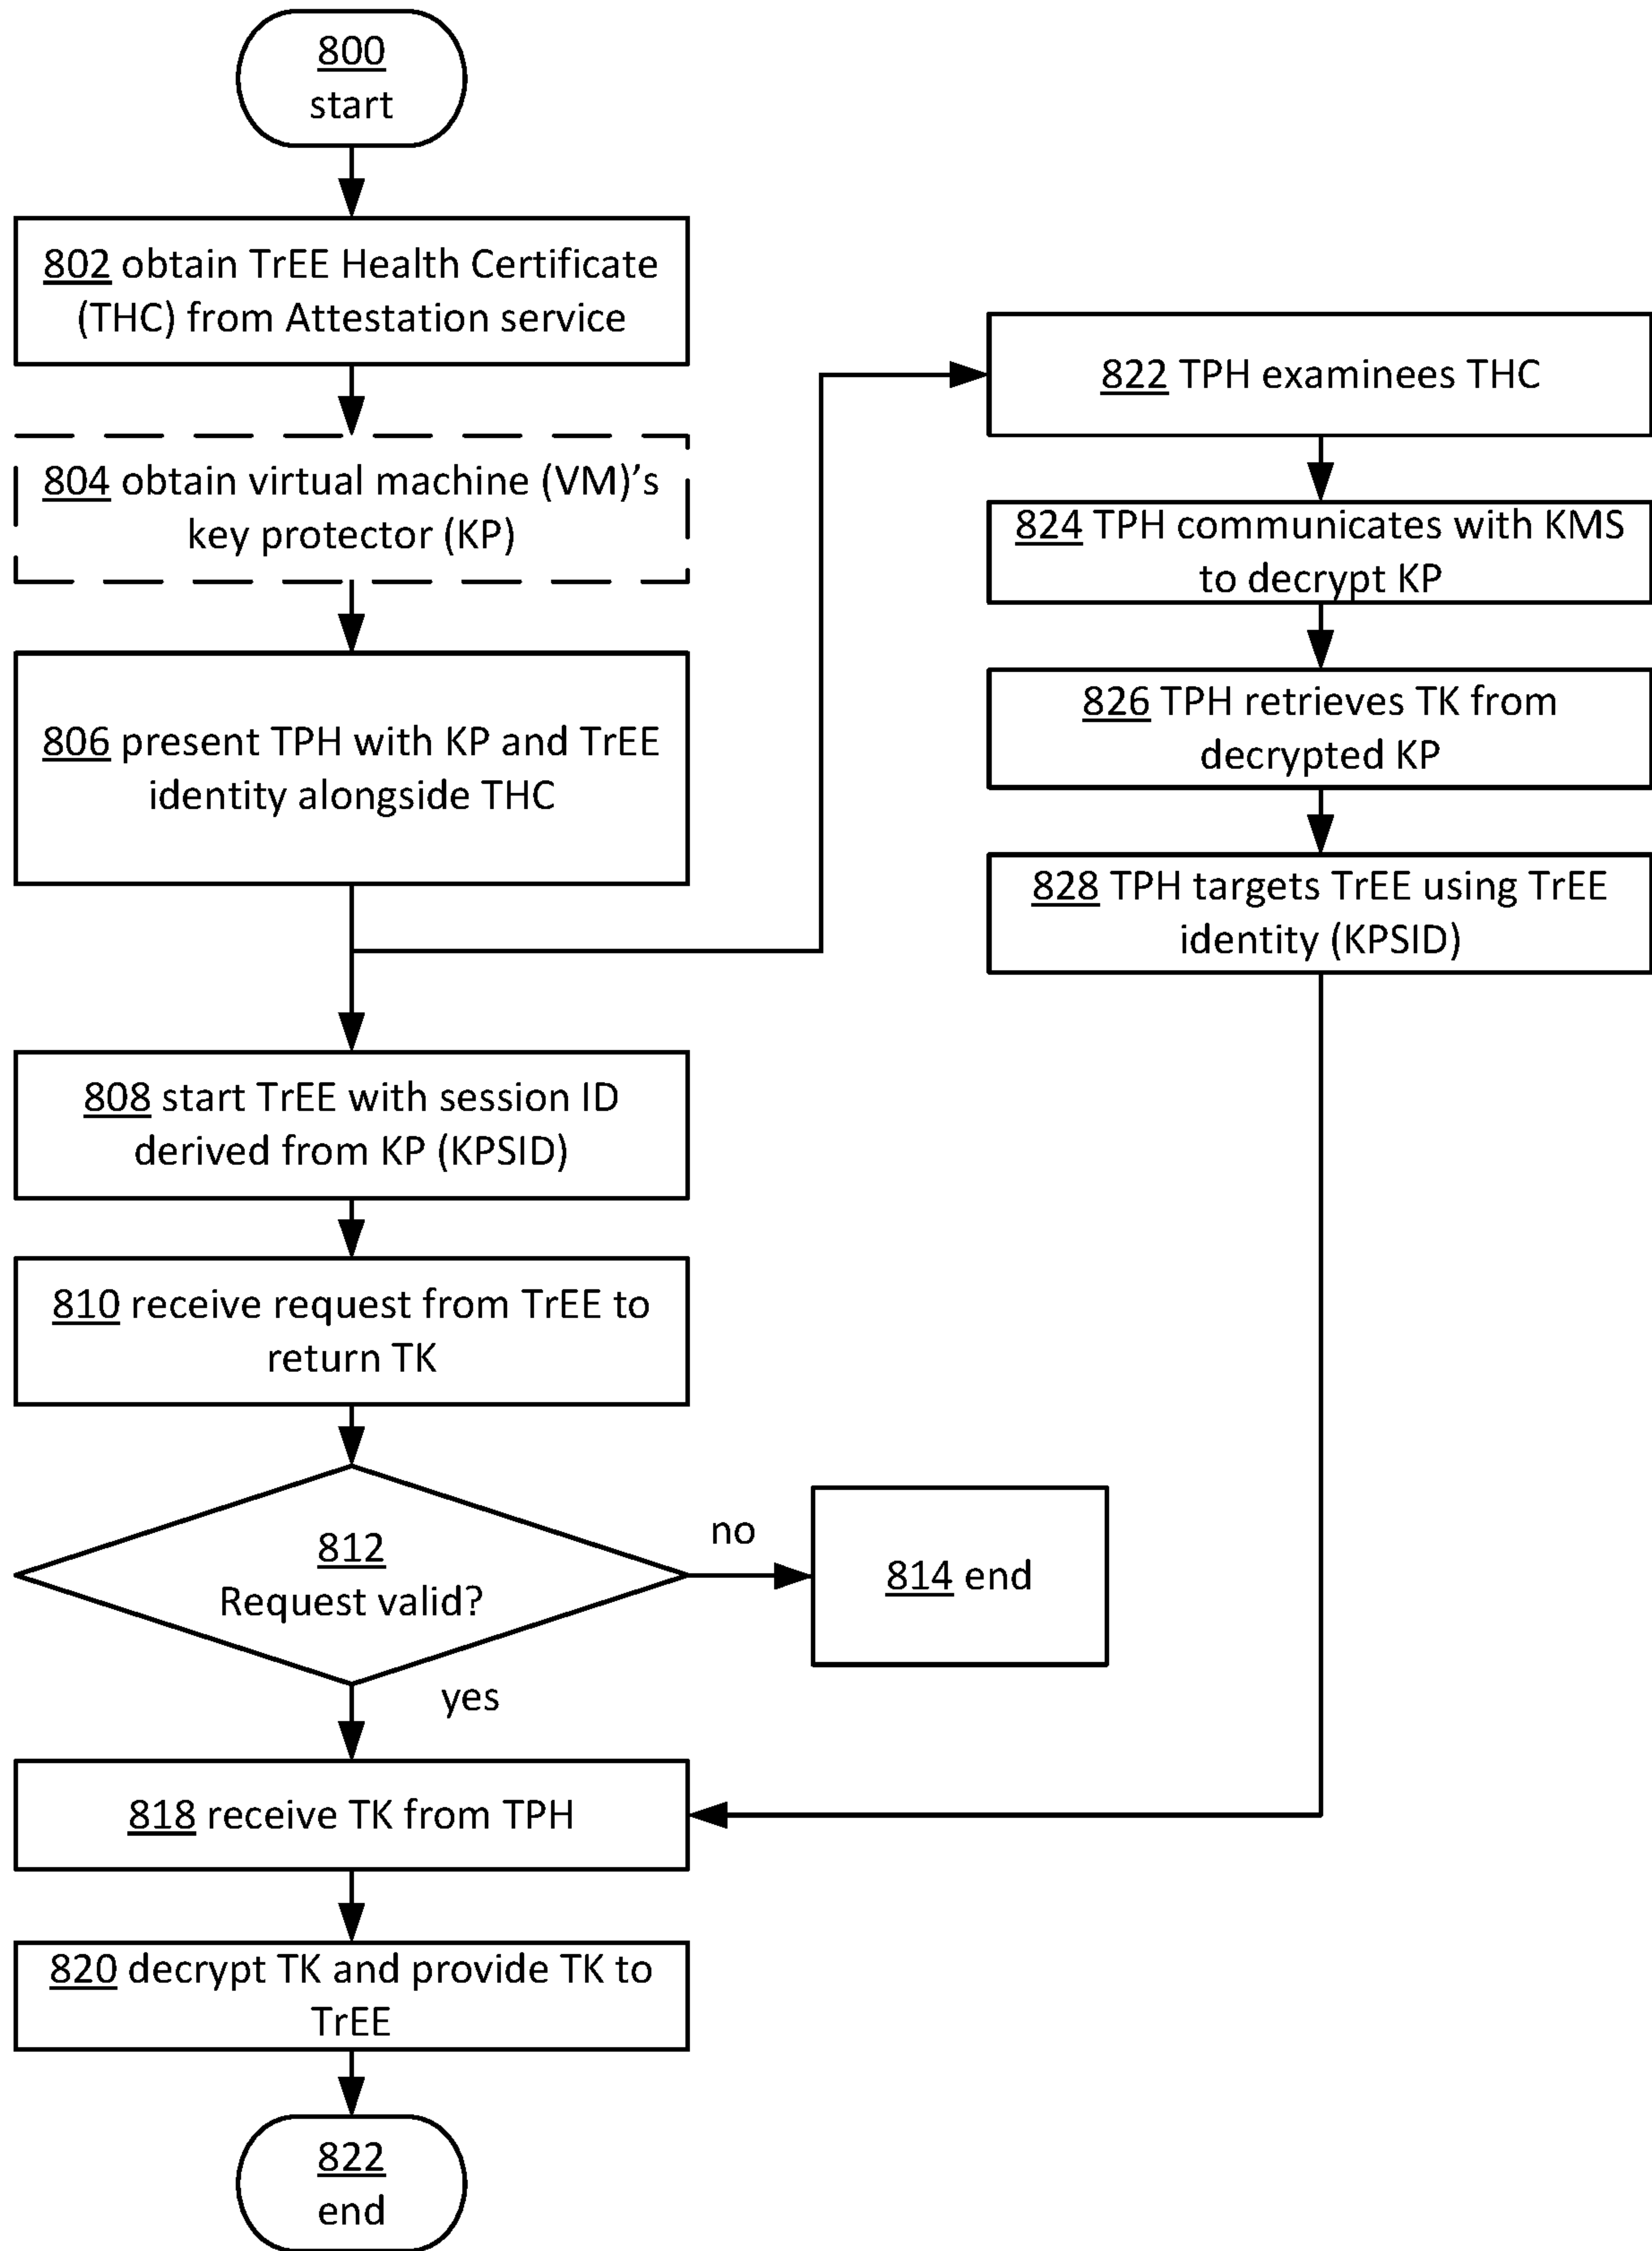 800
start
802 obtain TrEE Health Certificate
(THC) from Attestation service
804 obtain virtual machine (VM)'s
key protector (KP)
806 present TPH with KP and TrEE
identity alongside THC
822 TPH examinees THC
824 TPH communicates with KMS
to decrypt KP
826 TPH retrieves TK from
decrypted KP
828 TPH targets TrEE using TrEE
identity (KPSID)
808 start TrEE with session ID
derived from KP (KPSID)
810 receive request from TrEE to
return TK
812
Request valid?
no
814 end
yes
818 receive TK from TPH
820 decrypt TK and provide TK to
TrEE
822
end